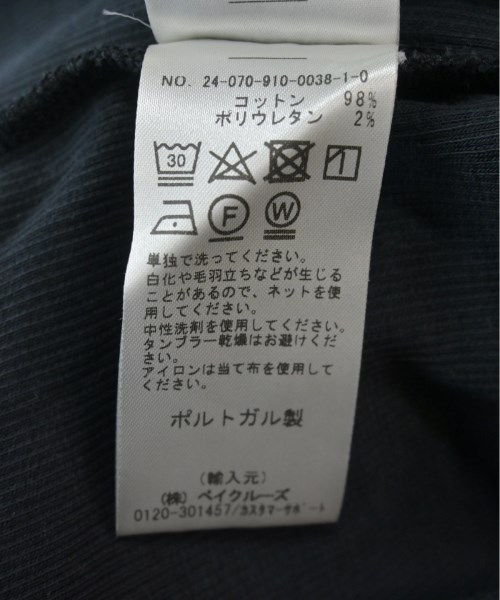 NO. 24-070-910-0038-1-0
コットン 98%
ポリウレタン 2%
30
F W
単独で洗ってください。
白化や毛羽立ちなどが生じる
ことがあるので、ネットを使
用してください。
中性洗剤を使用してください。
タンブラー乾燥はお避けくだ
さい。
アイロンは当て布を使用して
ください。
ポルトガル製
(輸入元)
(株) ベイクルーズ
0120-301457/カスタマーサポート